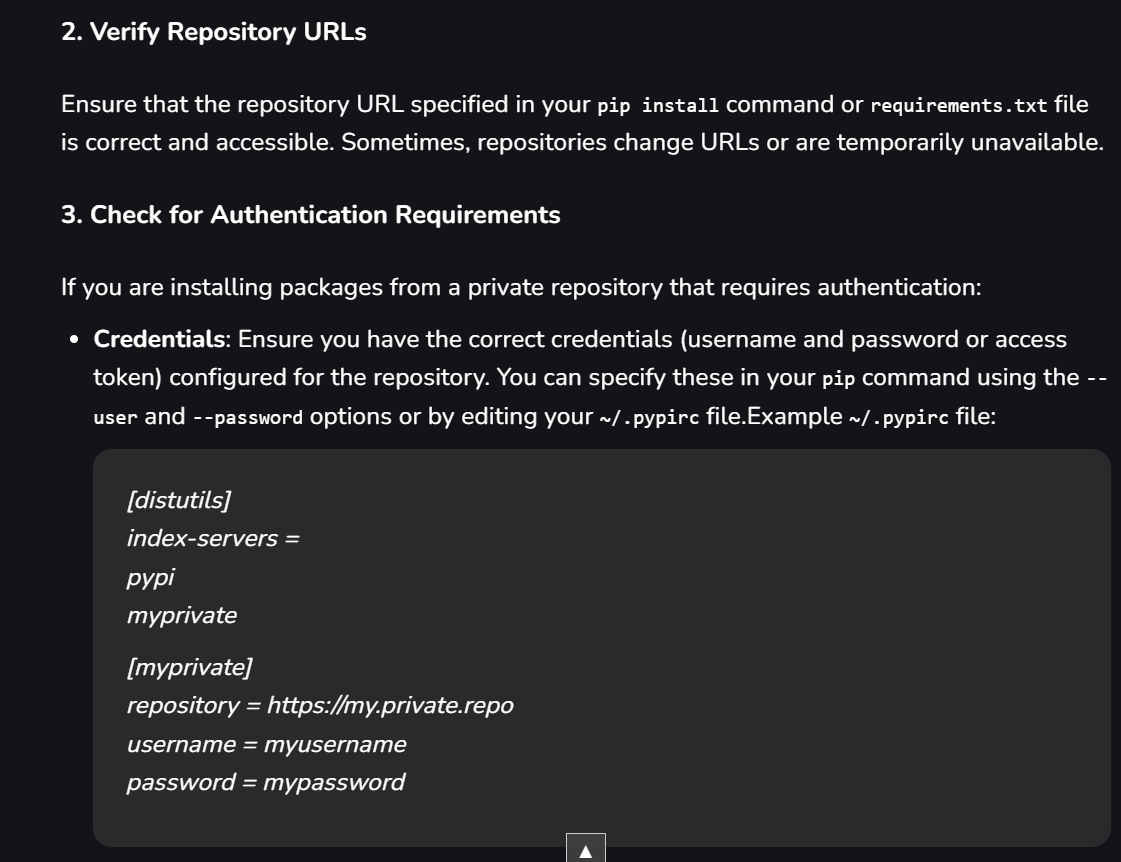 2. Verify Repository URLs
Ensure that the repository URL specified in your pip install command or requirements.txt file
is correct and accessible. Sometimes, repositories change URLs or are temporarily unavailable.
3. Check for Authentication Requirements
If you are installing packages from a private repository that requires authentication:
• Credentials: Ensure you have the correct credentials (username and password or access
token) configured for the repository. You can specify these in your pip command using the --
user and --password options or by editing your ~/.pypirc file.Example ~/.pypirc file:
[distutils]
index-servers =
pypi
myprivate
[myprivate]
repository = https://my.private.repo
username = myusername
password = mypassword
▲